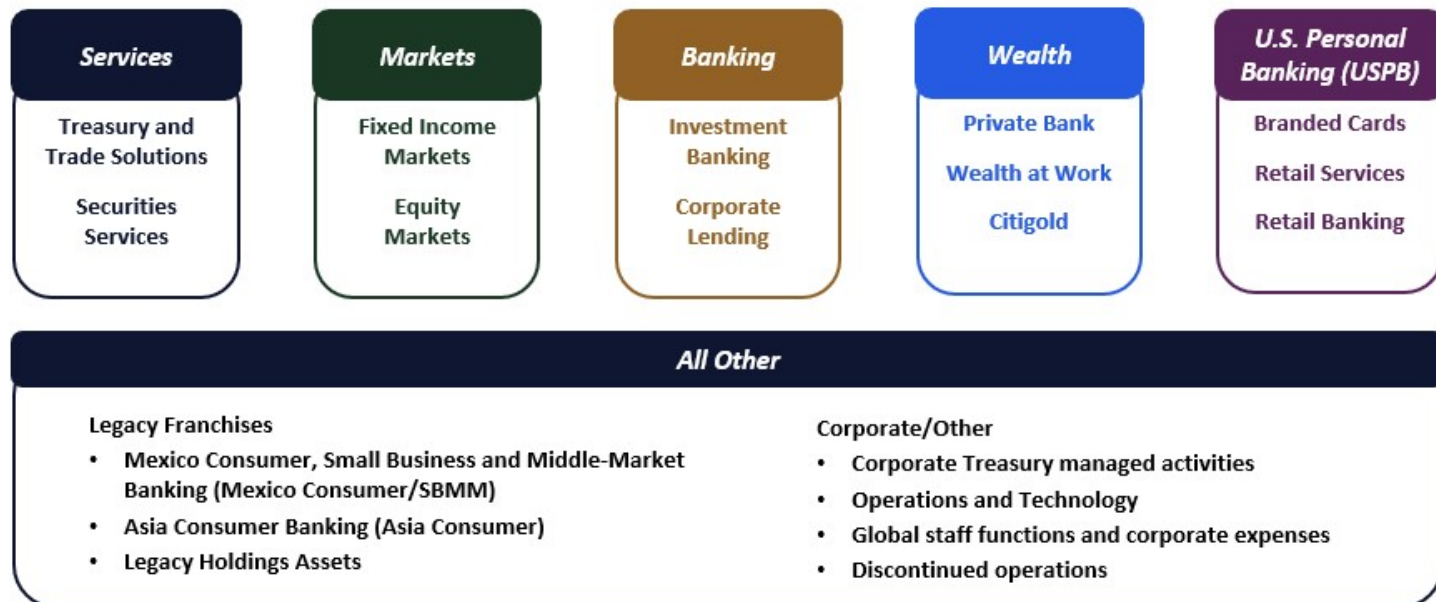 Services
Treasury and
Trade Solutions
Securities
Services
Markets
Fixed Income
Markets
Equity
Markets
Banking
Investment
Banking
Corporate
Lending
Wealth
Private Bank
Wealth at Work
Citigold
U.S. Personal
Banking (USPB)
Branded Cards
Retail Services
Retail Banking
All Other
Legacy Franchises
• Mexico Consumer, Small Business and Middle-Market
Banking (Mexico Consumer/SBMM)
• Asia Consumer Banking (Asia Consumer)
• Legacy Holdings Assets
Corporate/Other
• Corporate Treasury managed activities
• Operations and Technology
• Global staff functions and corporate expenses
• Discontinued operations